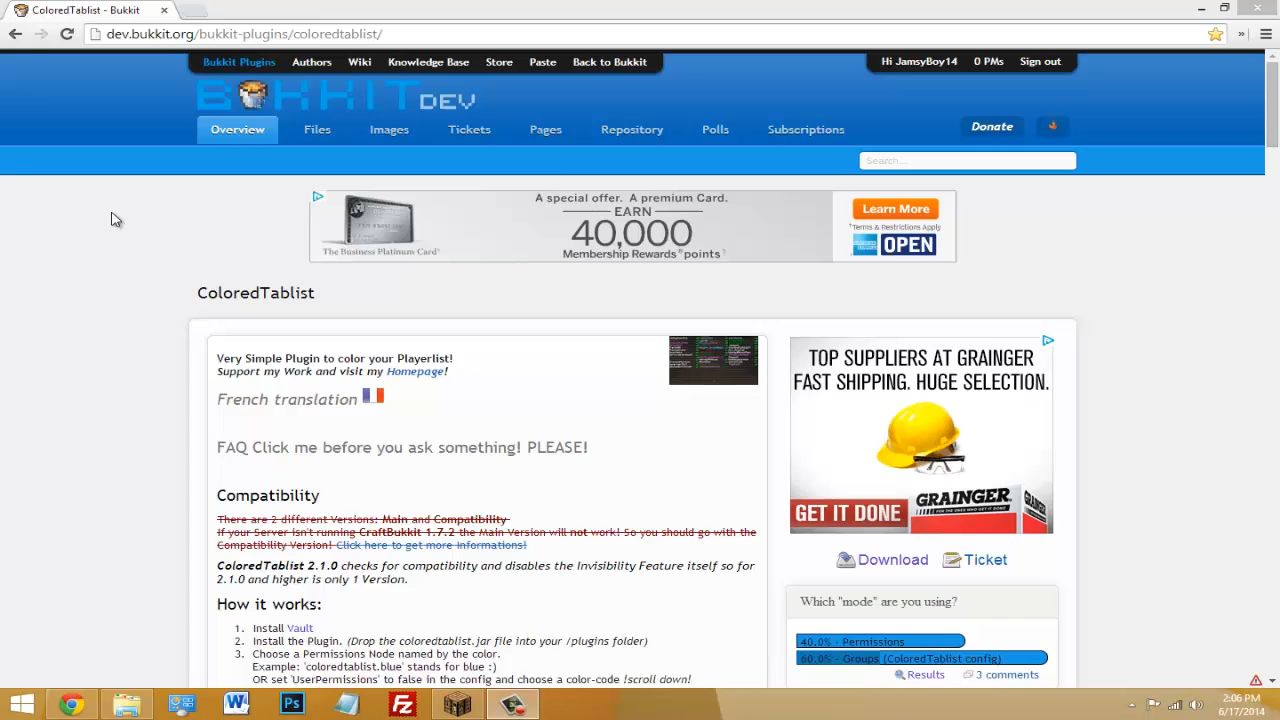 ColoredTablist - Bukkit
dev.bukkit.org/bukkit-plugins/coloredtablist/
Bukkit Plugins Authors Wiki Knowledge Base Store Paste Back to Bukkit Hi JamsyBoy14 0 PMs Sign out
BUKKIT DEV
Overview Files Images Tickets Pages Repository Polls Subscriptions Donate
Search...
A special offer. A premium Card.
EARN
40,000
Membership Rewards® points†
The Business Platinum Card®
Learn More
†Terms & Restrictions Apply
OPEN
ColoredTablist
Very Simple Plugin to color your Playerlist!
Support my Work and visit my Homepage!
French translation
FAQ Click me before you ask something! PLEASE!
Compatibility
There are 2 different Versions: Main and Compatibility
If your Server isn't running CraftBukkit 1.7.2 the Main Version will not work! So you should go with the
Compatibility Version! Click here to get more Informations!
ColoredTablist 2.1.0 checks for compatibility and disables the Invisibility Feature itself so for
2.1.0 and higher is only 1 Version.
How it works:
1. Install Vault
2. Install the Plugin. (Drop the coloredtablist.jar file into your /plugins folder)
3. Choose a Permissions Node named by the color.
Example: 'coloredtablist.blue' stands for blue :)
OR Set 'UserPermissions' to false in the config and choose a color-code !scroll down!
TOP SUPPLIERS AT GRAINGER
FAST SHIPPING. HUGE SELECTION.
GET IT DONE
GRAINGER
FOR THE ONES WHO GET IT DONE
Download Ticket
Which "mode" are you using?
40.0% - Permissions
60.0% - Groups (ColoredTablist config)
Results 3 comments
2:06 PM
6/17/2014